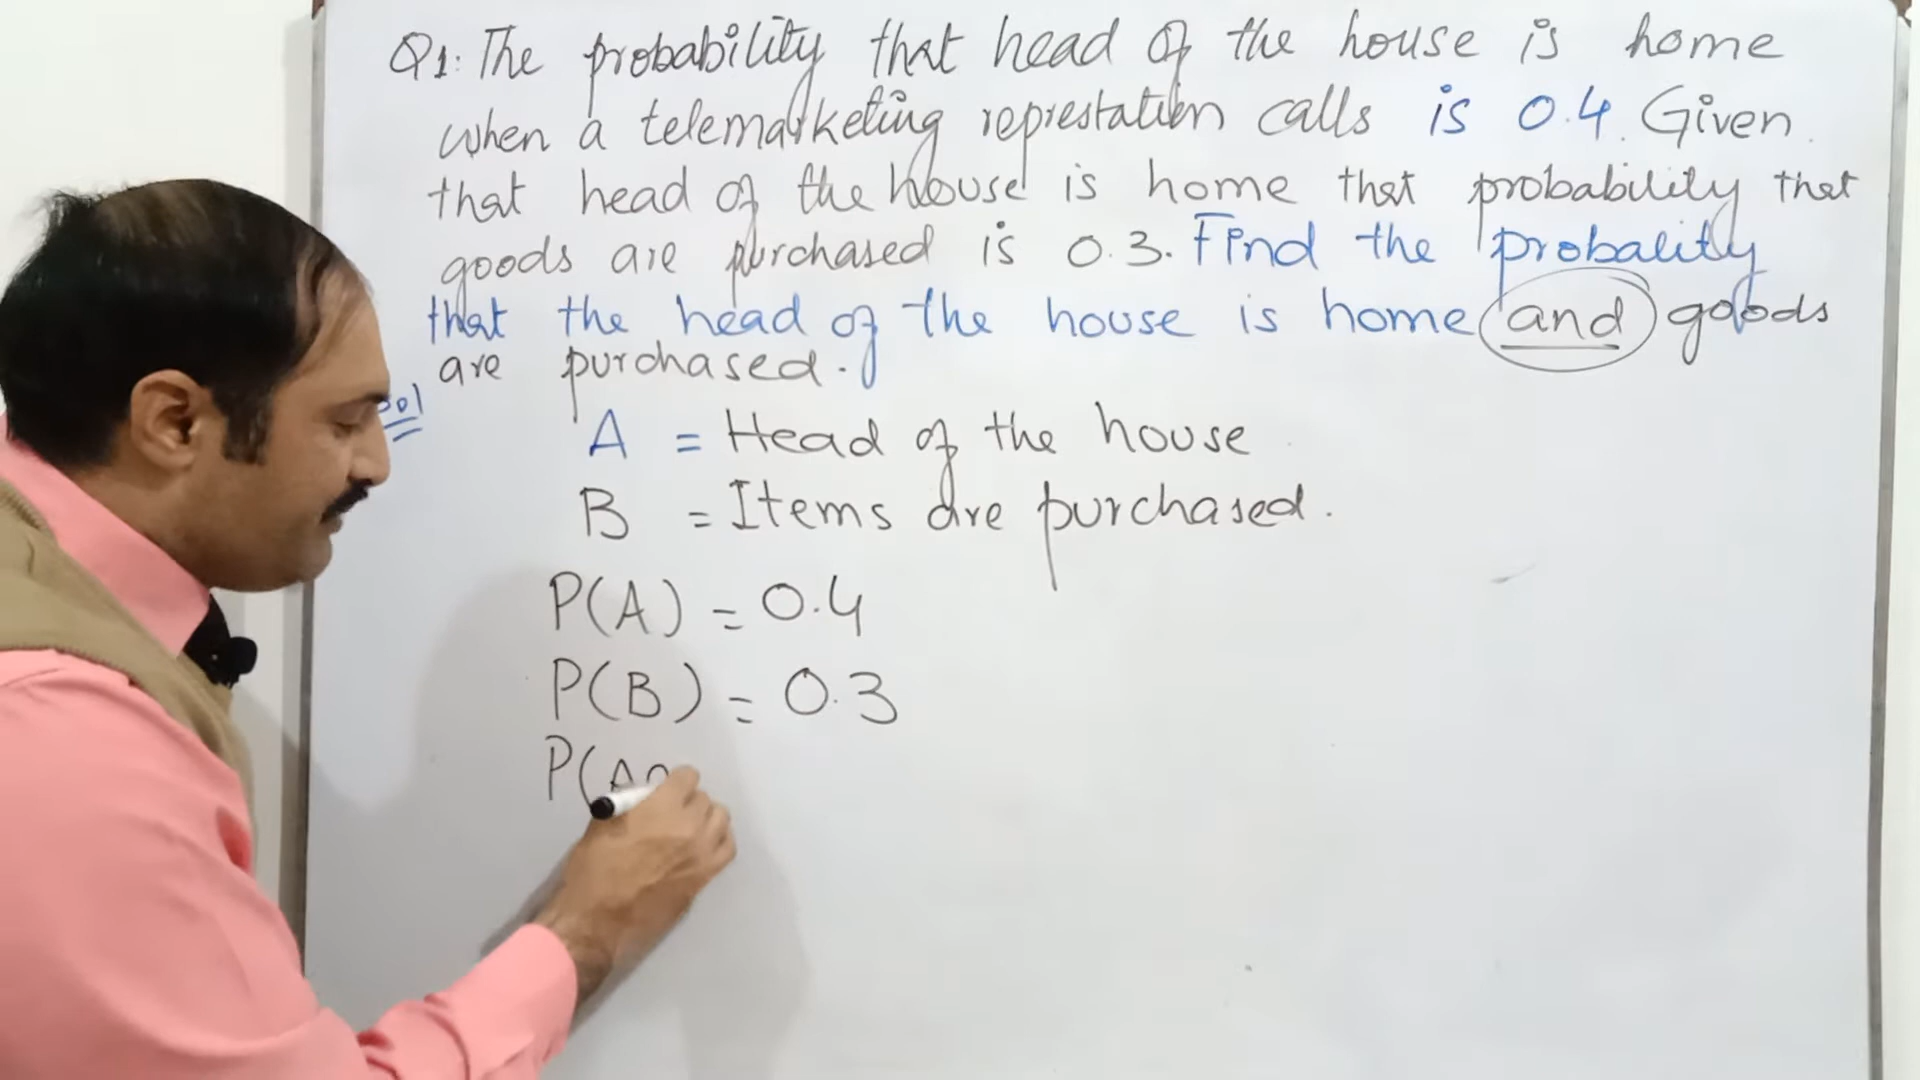 Q1: The probability that head of the house is home
when a telemarketing represtation calls is 0.4. Given
that head of the house is home that probability that
goods are purchased is 0.3. Find the probality
that the head of the house is home and goods
are purchased.
Sol
A = Head of the house
B = Items are purchased.
P(A) = 0.4
P(B) = 0.3
P(A∩